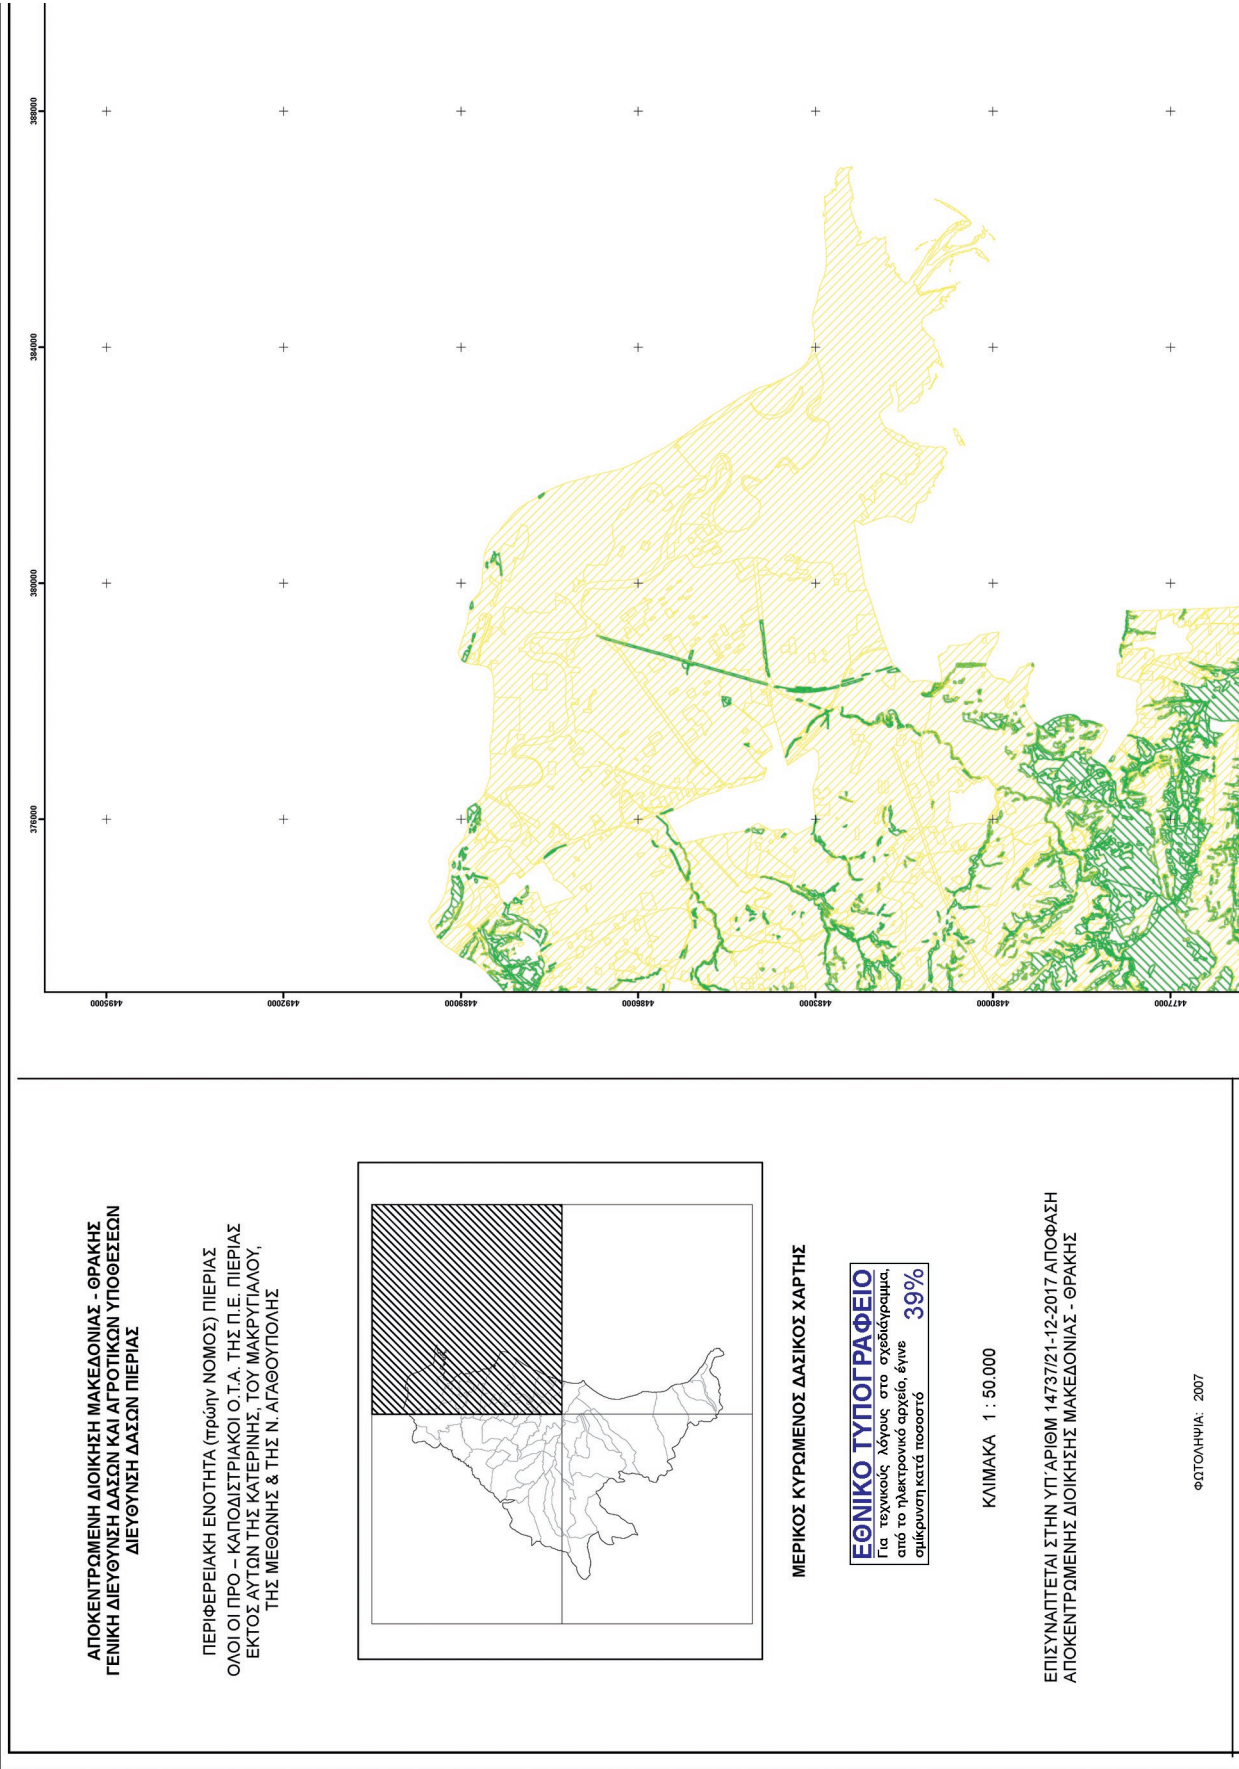 ΑΠΟΚΕΝΤΡΩΜΕΝΗ ΔΙΟΙΚΗΣΗ ΜΑΚΕΔΟΝΙΑΣ - ΘΡΑΚΗΣ
ΓΕΝΙΚΗ ΔΙΕΥΘΥΝΣΗ ΔΑΣΩΝ ΚΑΙ ΑΓΡΟΤΙΚΩΝ ΥΠΟΘΕΣΕΩΝ
ΔΙΕΥΘΥΝΣΗ ΔΑΣΩΝ ΠΙΕΡΙΑΣ
ΠΕΡΙΦΕΡΕΙΑΚΗ ΕΝΟΤΗΤΑ (πρώην ΝΟΜΟΣ) ΠΙΕΡΙΑΣ
ΟΛΟΙ ΟΙ ΠΡΟ – ΚΑΠΟΔΙΣΤΡΙΑΚΟΙ Ο.Τ.Α. ΤΗΣ Π.Ε. ΠΙΕΡΙΑΣ
ΕΚΤΟΣ ΑΥΤΩΝ ΤΗΣ ΚΑΤΕΡΙΝΗΣ, ΤΟΥ ΜΑΚΡΥΓΙΑΛΟΥ,
ΤΗΣ ΜΕΘΩΝΗΣ & ΤΗΣ Ν. ΑΓΑΘΟΥΠΟΛΗΣ
ΜΕΡΙΚΟΣ ΚΥΡΩΜΕΝΟΣ ΔΑΣΙΚΟΣ ΧΑΡΤΗΣ
ΕΘΝΙΚΟ ΤΥΠΟΓΡΑΦΕΙΟ
Για τεχνικούς λόγους στο σχεδιάγραμμα,
από το ηλεκτρονικό αρχείο, έγινε
σμίκρυνση κατά ποσοστό 39%
ΚΛΙΜΑΚΑ 1 : 50.000
ΕΠΙΣΥΝΑΠΤΕΤΑΙ ΣΤΗΝ ΥΠ΄ΑΡΙΘΜ 14737/21-12-2017 ΑΠΟΦΑΣΗ
ΑΠΟΚΕΝΤΡΩΜΕΝΗΣ ΔΙΟΙΚΗΣΗΣ ΜΑΚΕΔΟΝΙΑΣ - ΘΡΑΚΗΣ
ΦΩΤΟΛΗΨΙΑ: 2007
376000
380000
384000
388000
4495000
4492000
4489000
4486000
4483000
4480000
4477000